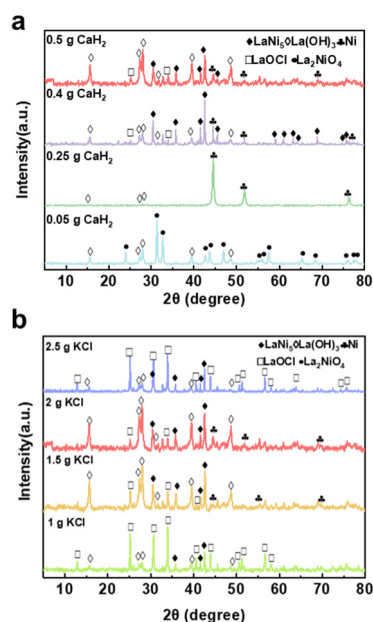 a
◆LaNi₅◊La(OH)₃♣Ni
□LaOCl ●La₂NiO₄
0.5 g CaH₂
0.4 g CaH₂
0.25 g CaH₂
0.05 g CaH₂
Intensity(a.u.)
10 20 30 40 50 60 70 80
2θ (degree)
b
◆LaNi₅◊La(OH)₃♣Ni
□LaOCl ●La₂NiO₄
2.5 g KCl
2 g KCl
1.5 g KCl
1 g KCl
Intensity(a.u.)
10 20 30 40 50 60 70 80
2θ (degree)